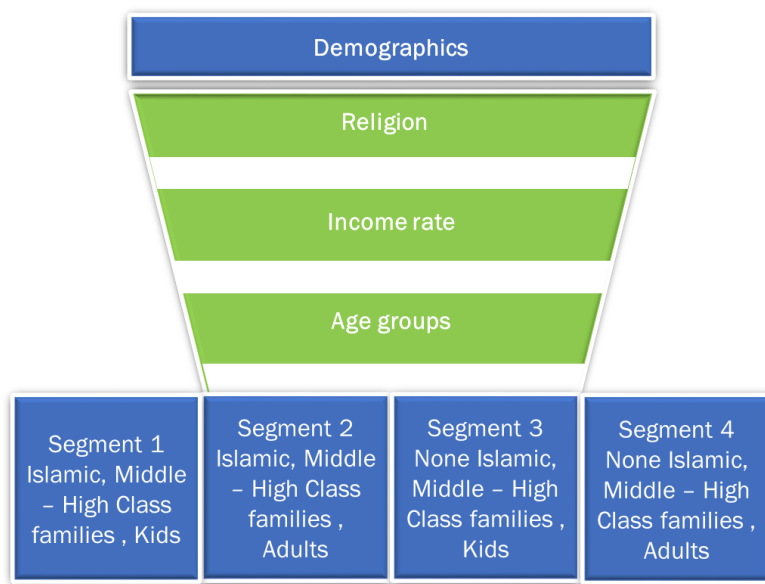 Demographics
Religion
Income rate
Age groups
Segment 1
Islamic, Middle
– High Class
families , Kids
Segment 2
Islamic, Middle
– High Class
families ,
Adults
Segment 3
None Islamic,
Middle – High
Class families ,
Kids
Segment 4
None Islamic,
Middle – High
Class families ,
Adults